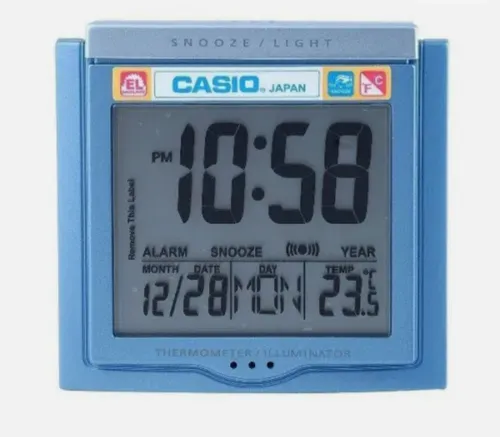 SNOOZE / LIGHT
EL CASIO JAPAN F C
PM 10:58
Remove This Label
ALARM SNOOZE YEAR
MONTH DATE DAY TEMP
12/28 MON 23.5 °C
THERMOMETER / ILLUMINATOR